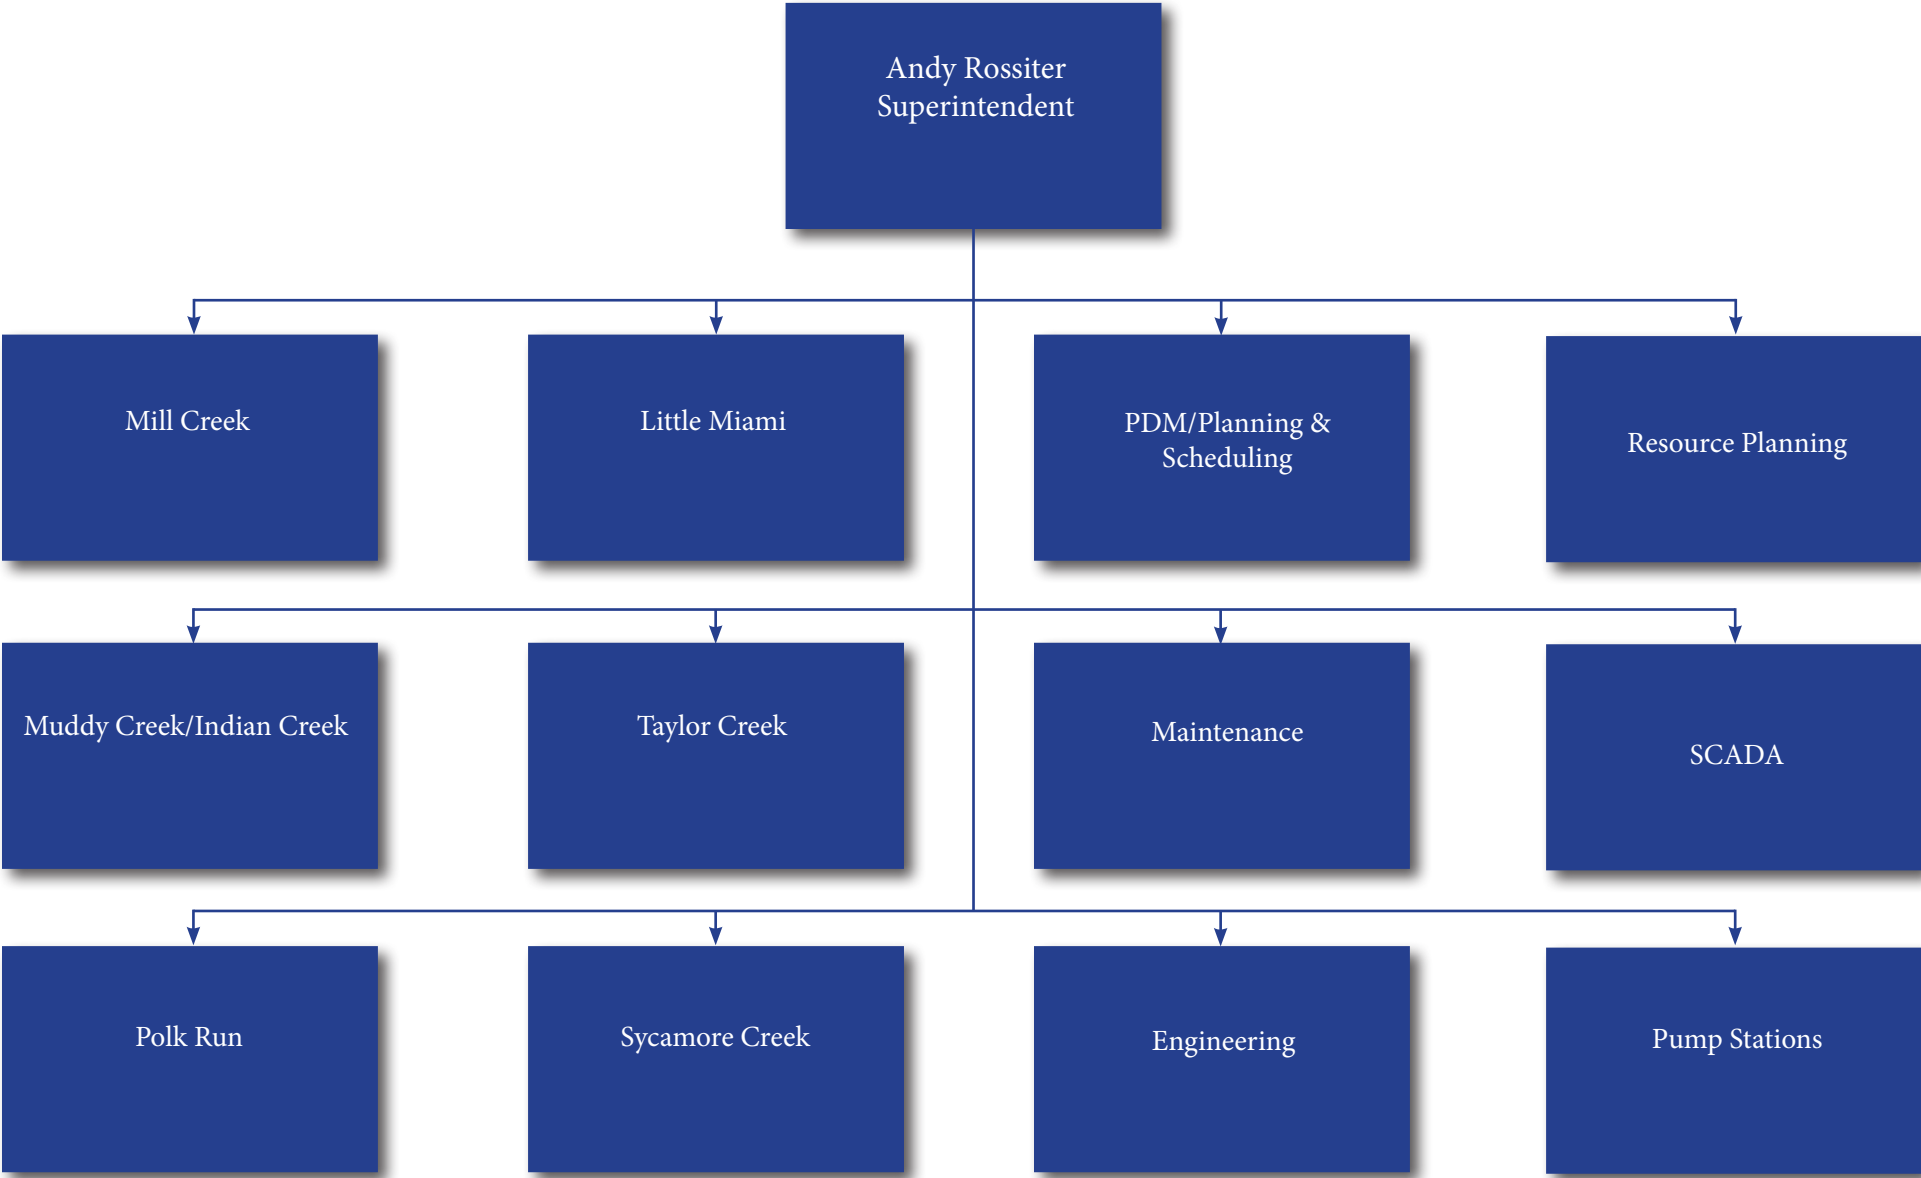 Andy Rossiter
Superintendent
Mill Creek
Little Miami
PDM/Planning &
Scheduling
Resource Planning
Muddy Creek/Indian Creek
Taylor Creek
Maintenance
SCADA
Polk Run
Sycamore Creek
Engineering
Pump Stations